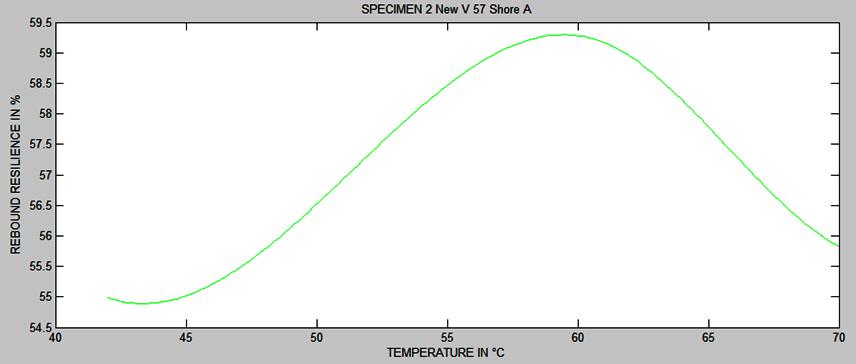 SPECIMEN 2 New V 57 Shore A
59.5
59
58.5
58
57.5
57
56.5
56
55.5
55
54.5
REBOUND RESILIENCE IN %
40 45 50 55 60 65 70
TEMPERATURE IN °C